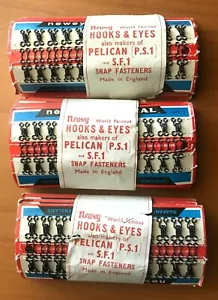 Newey World Famous
HOOKS & EYES
also makers of
PELICAN (P.S.1)
and S.F.1
SNAP FASTENERS
Made in England
Newey World Famous
HOOKS & EYES
also makers of
PELICAN (P.S.1)
and S.F.1
SNAP FASTENERS
Made in England
Newey World Famous
HOOKS & EYES
also makers of
PELICAN (P.S.1)
and S.F.1
SNAP FASTENERS
Made in England